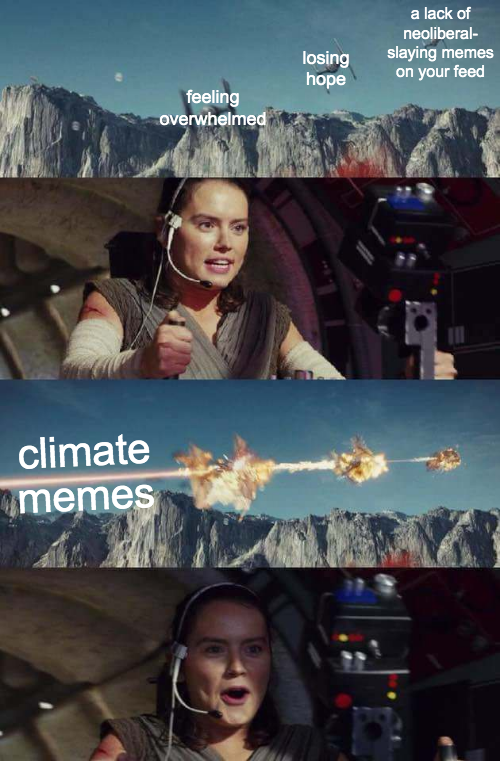 a lack of
neoliberal-
slaying memes
on your feed
losing
hope
feeling
overwhelmed
climate
memes